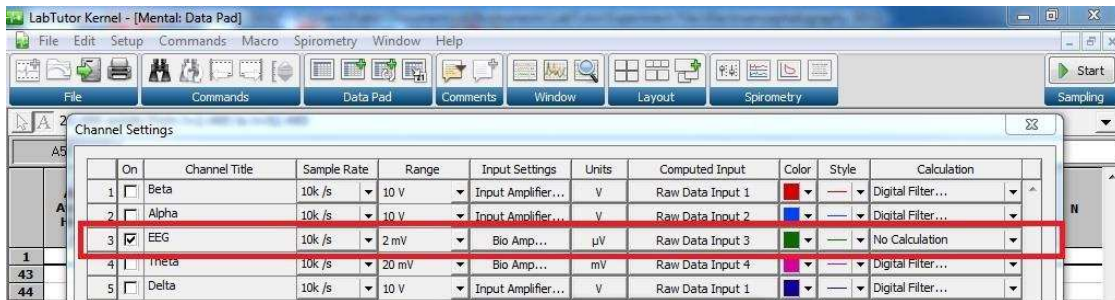 LabTutor Kernel - [Mental: Data Pad]
File Edit Setup Commands Macro Spirometry Window Help
Start
File Commands Data Pad Comments Window Layout Spirometry Sampling
Channel Settings
A5
On Channel Title Sample Rate Range Input Settings Units Computed Input Color Style Calculation
1 Beta 10k /s 10 V Input Amplifier... V Raw Data Input 1 Digital Filter...
2 Alpha 10k /s 10 V Input Amplifier... V Raw Data Input 2 Digital Filter...
N
3 EEG 10k /s 2 mV Bio Amp... µV Raw Data Input 3 No Calculation
1
4 Theta 10k /s 20 mV Bio Amp... mV Raw Data Input 4 Digital Filter...
43
5 Delta 10k /s 10 V Input Amplifier... V Raw Data Input 1 Digital Filter...
44